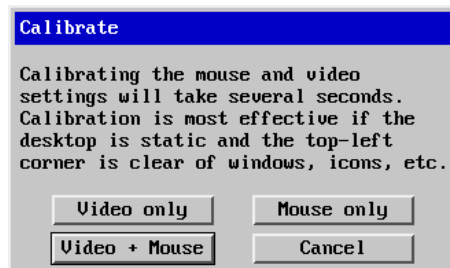 Calibrate
Calibrating the mouse and video
settings will take several seconds.
Calibration is most effective if the
desktop is static and the top-left
corner is clear of windows, icons, etc.
Video only
Mouse only
Video + Mouse
Cancel